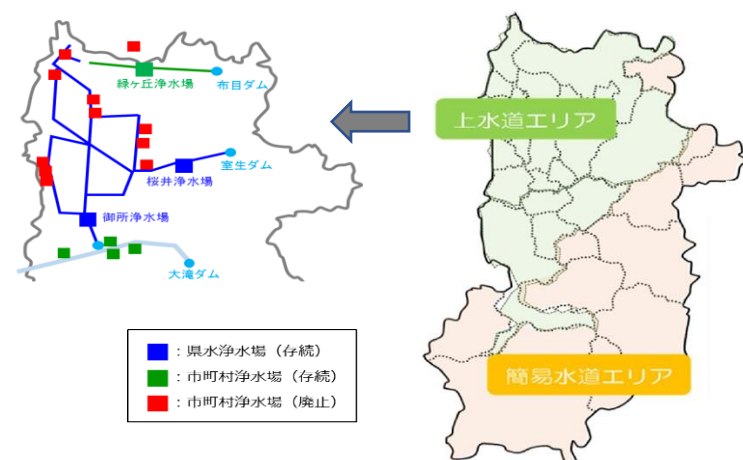 緑ヶ丘浄水場
布目ダム
上水道エリア
室生ダム
桜井浄水場
御所浄水場
大滝ダム
：県水浄水場（存続）
：市町村浄水場（存続）
：市町村浄水場（廃止）
簡易水道エリア